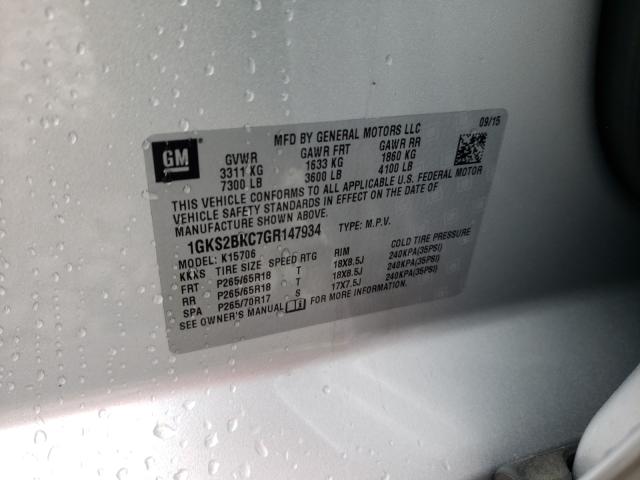 MFD BY GENERAL MOTORS LLC 09/15
GM GVWR GAWR FRT GAWR RR
3311 KG 1633 KG 1860 KG
7300 LB 3600 LB 4100 LB
THIS VEHICLE CONFORMS TO ALL APPLICABLE U.S. FEDERAL MOTOR
VEHICLE SAFETY STANDARDS IN EFFECT ON THE DATE OF
MANUFACTURE SHOWN ABOVE.
1GKS2BKC7GR147934 TYPE: M.P.V.
MODEL: K15706
KKXS TIRE SIZE SPEED RTG RIM COLD TIRE PRESSURE
FRT P265/65R18 T 18X8.5J 240KPA(35PSI)
RR P265/65R18 T 18X8.5J 240KPA(35PSI)
SPA P265/70R17 S 17X7.5J 240KPA(35PSI)
SEE OWNER'S MANUAL FOR MORE INFORMATION.